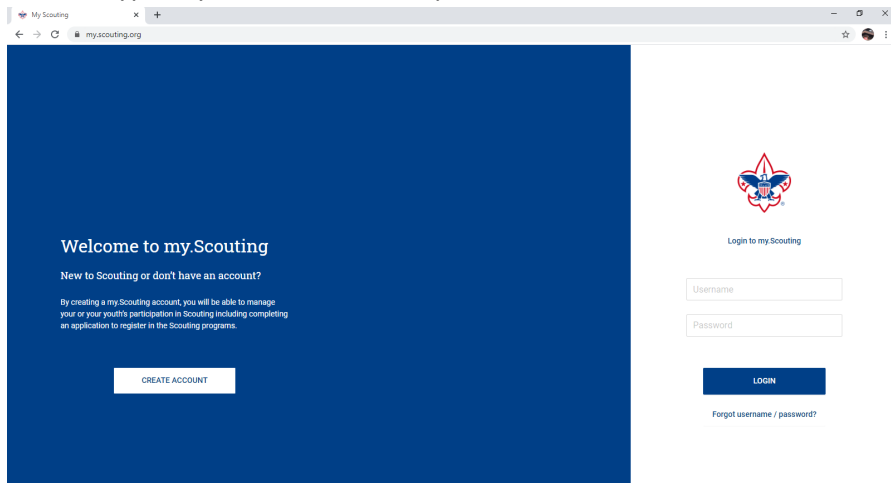 My Scouting
my.scouting.org
Welcome to my.Scouting
New to Scouting or don't have an account?
By creating a my.Scouting account, you will be able to manage
your or your youth's participation in Scouting including completing
an application to register in the Scouting programs.
CREATE ACCOUNT
Login to my.Scouting
Username
Password
LOGIN
Forgot username / password?